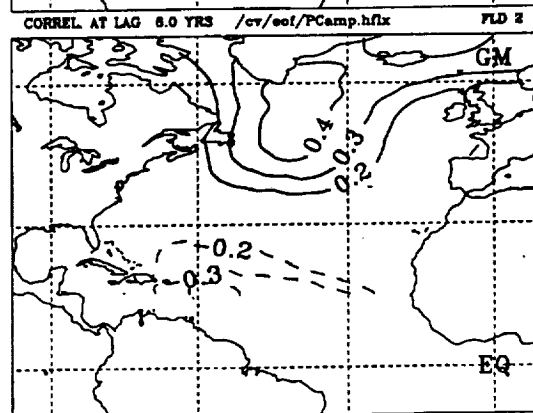 CORREL. AT LAG 6.0 YRS /cv/eof/PCamp.hflx FLD 2
GM
0.4
0.3
0.2
-0.2
-0.3
EQ